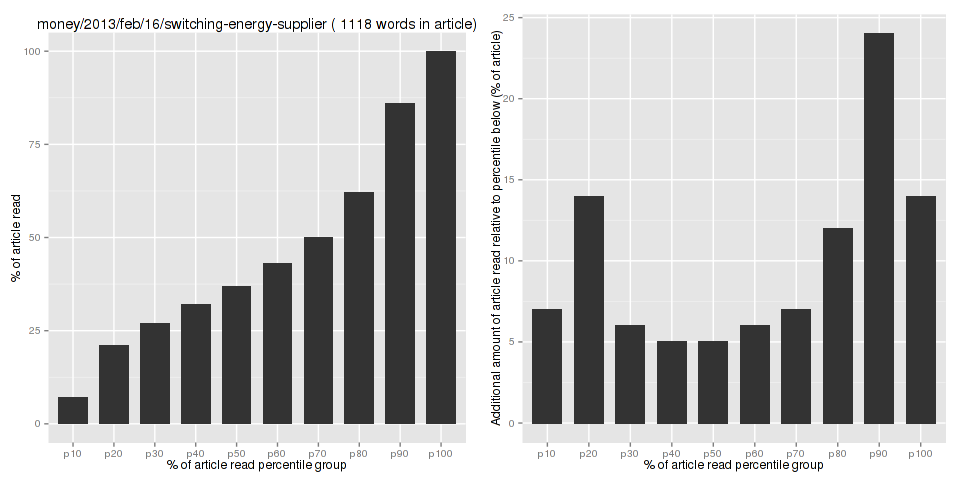 money/2013/feb/16/switching-energy-supplier ( 1118 words in article)
% of article read
100
75
50
25
0
p10 p20 p30 p40 p50 p60 p70 p80 p90 p100
% of article read percentile group
Additional amount of article read relative to percentile below (% of article)
25
20
15
10
5
0
p10 p20 p30 p40 p50 p60 p70 p80 p90 p100
% of article read percentile group